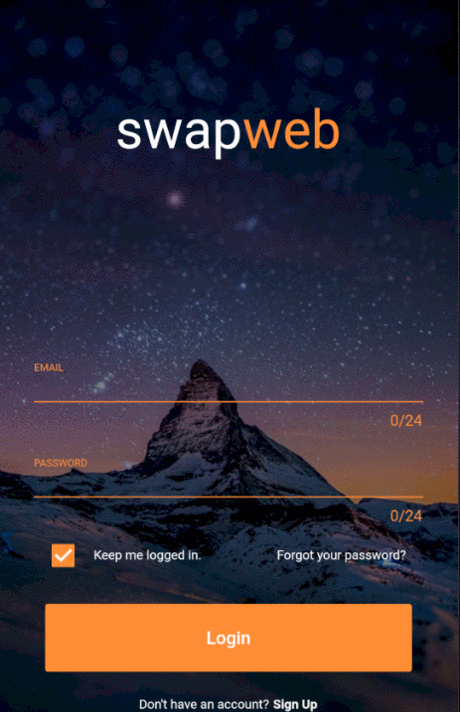 swapweb
EMAIL
0/24
PASSWORD
0/24
Keep me logged in. Forgot your password?
Login
Don't have an account? Sign Up